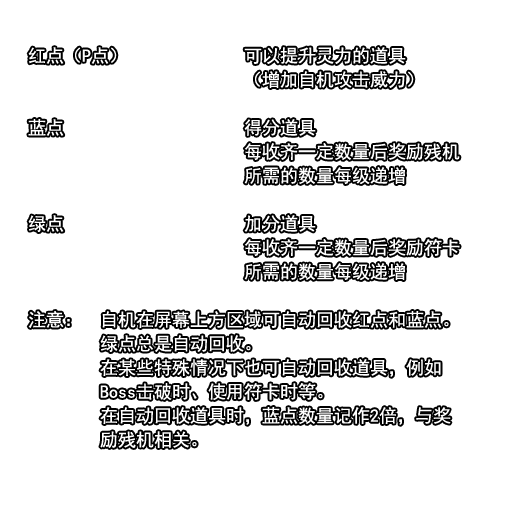 红点（P点） 可以提升灵力的道具
（增加自机攻击威力）
蓝点 得分道具
每收齐一定数量后奖励残机
所需的数量每级递增
绿点 加分道具
每收齐一定数量后奖励符卡
所需的数量每级递增
注意： 自机在屏幕上方区域可自动回收红点和蓝点。
绿点总是自动回收。
在某些特殊情况下也可自动回收道具，例如
Boss击破时、使用符卡时等。
在自动回收道具时，蓝点数量记作2倍，与奖
励残机相关。